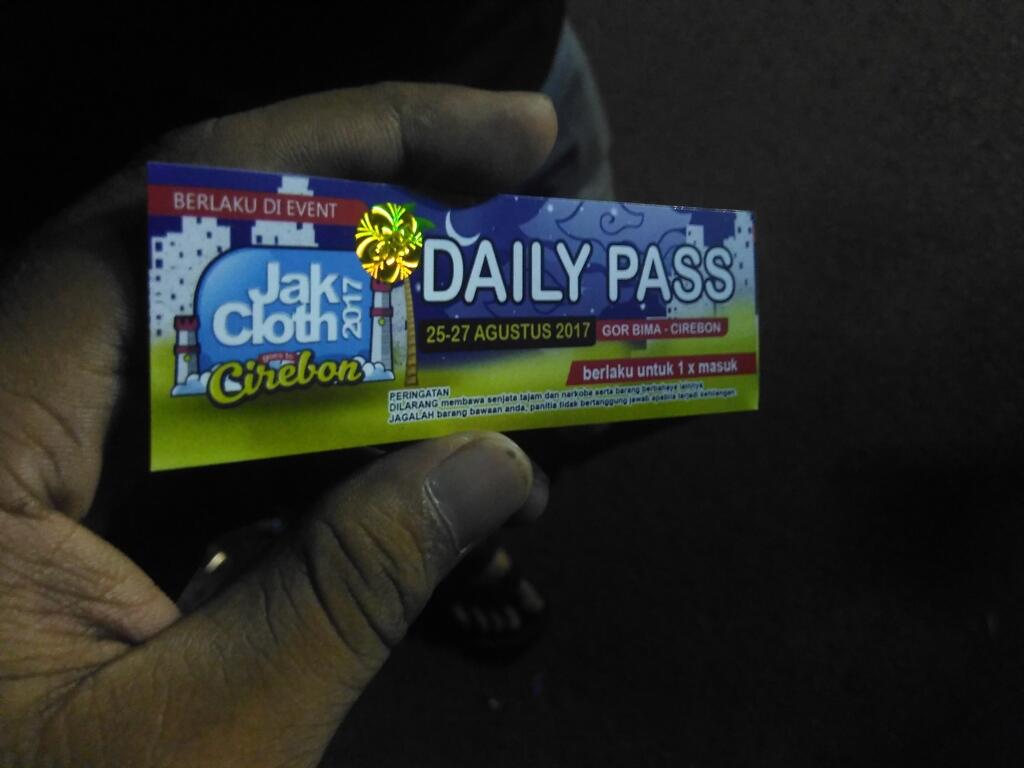 BERLAKU DI EVENT
Jak
Cloth
2017
goes to
Cirebon
DAILY PASS
25-27 AGUSTUS 2017
GOR BIMA - CIREBON
berlaku untuk 1 x masuk
PERINGATAN
DILARANG membawa senjata tajam dan narkoba serta barang berbahaya lainnya
JAGALAH barang bawaan anda, panitia tidak bertanggung jawab apabila terjadi kehilangan